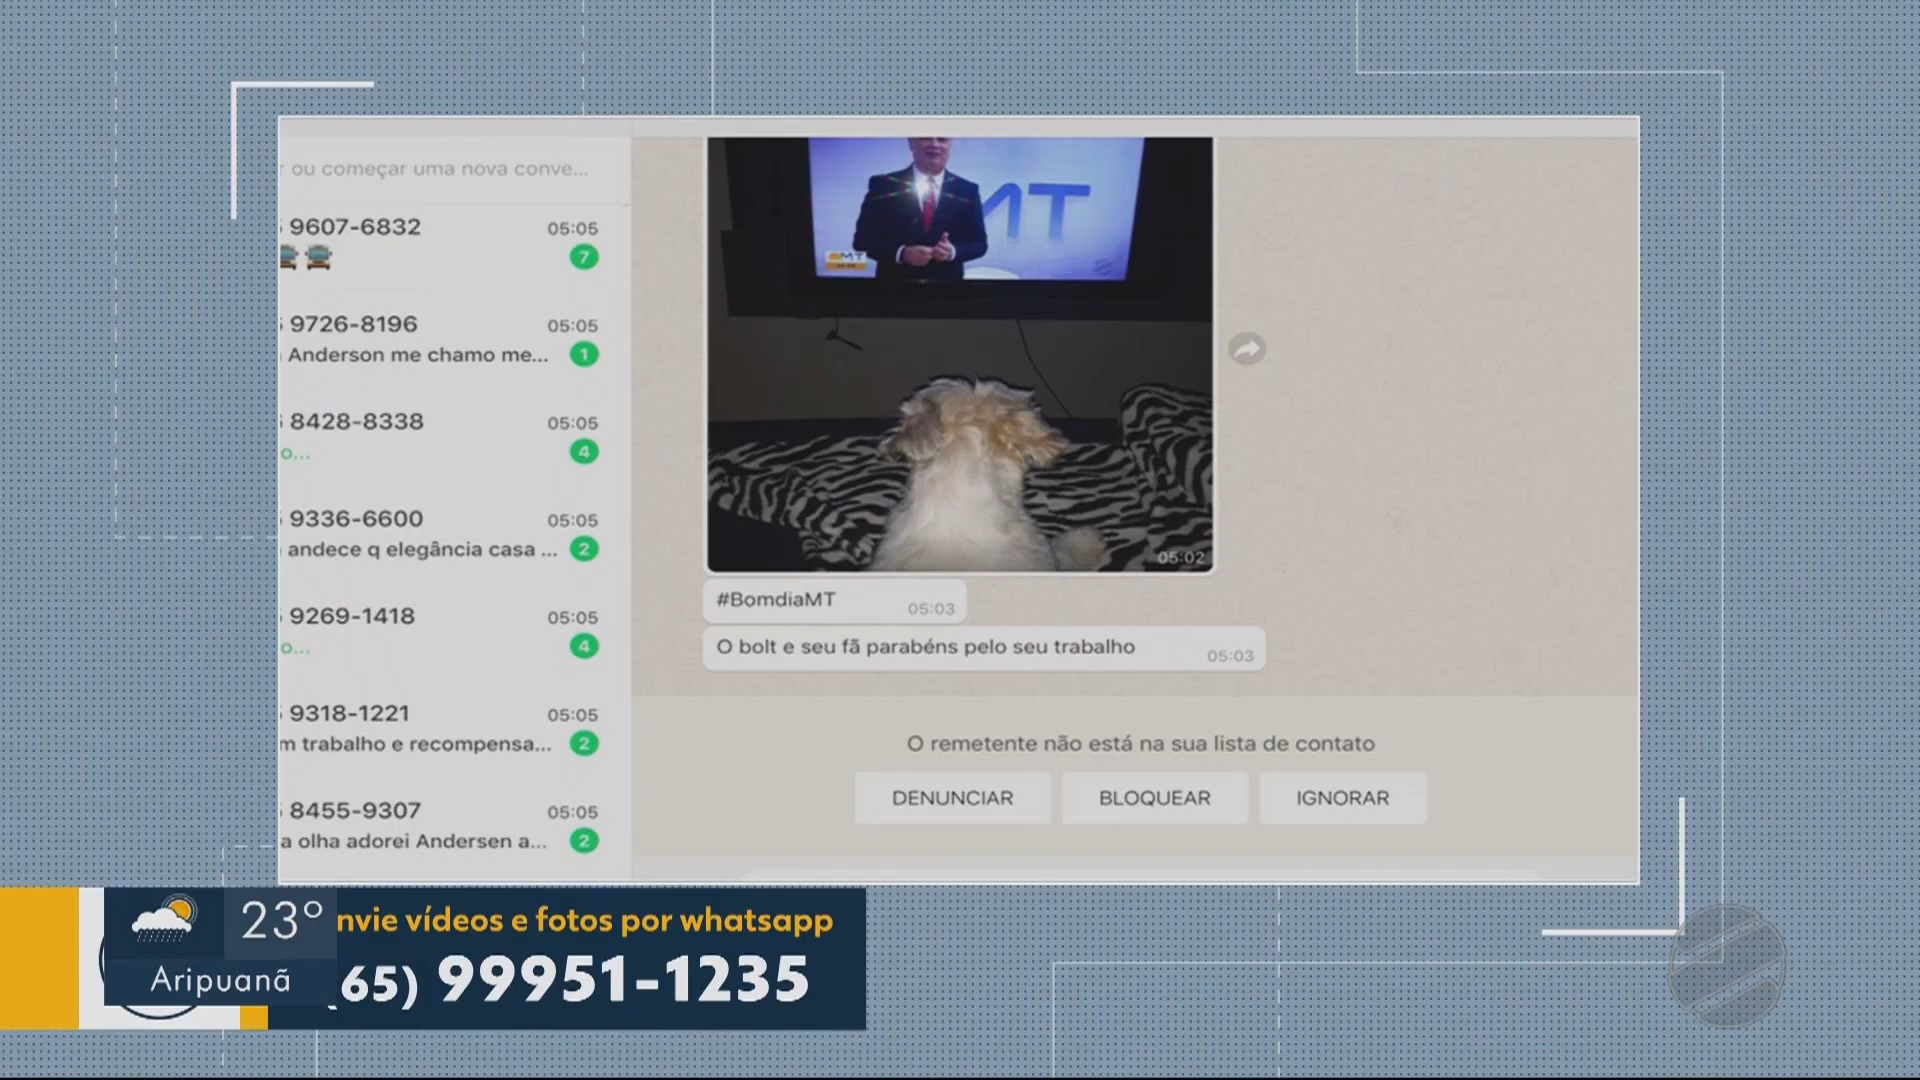 r ou começar uma nova conve...
9607-6832
05:05
7
9726-8196
05:05
Anderson me chamo me...
1
8428-8338
05:05
o...
4
9336-6600
05:05
andece q elegância casa ...
2
9269-1418
05:05
o...
4
9318-1221
05:05
m trabalho e recompensa...
2
8455-9307
05:05
a olha adorei Andersen a...
2
MT
MT
05:02
#BomdiaMT
05:03
O bolt e seu fã parabéns pelo seu trabalho
05:03
O remetente não está na sua lista de contato
DENUNCIAR
BLOQUEAR
IGNORAR
23°
Aripuanã
nvie vídeos e fotos por whatsapp
(65) 99951-1235